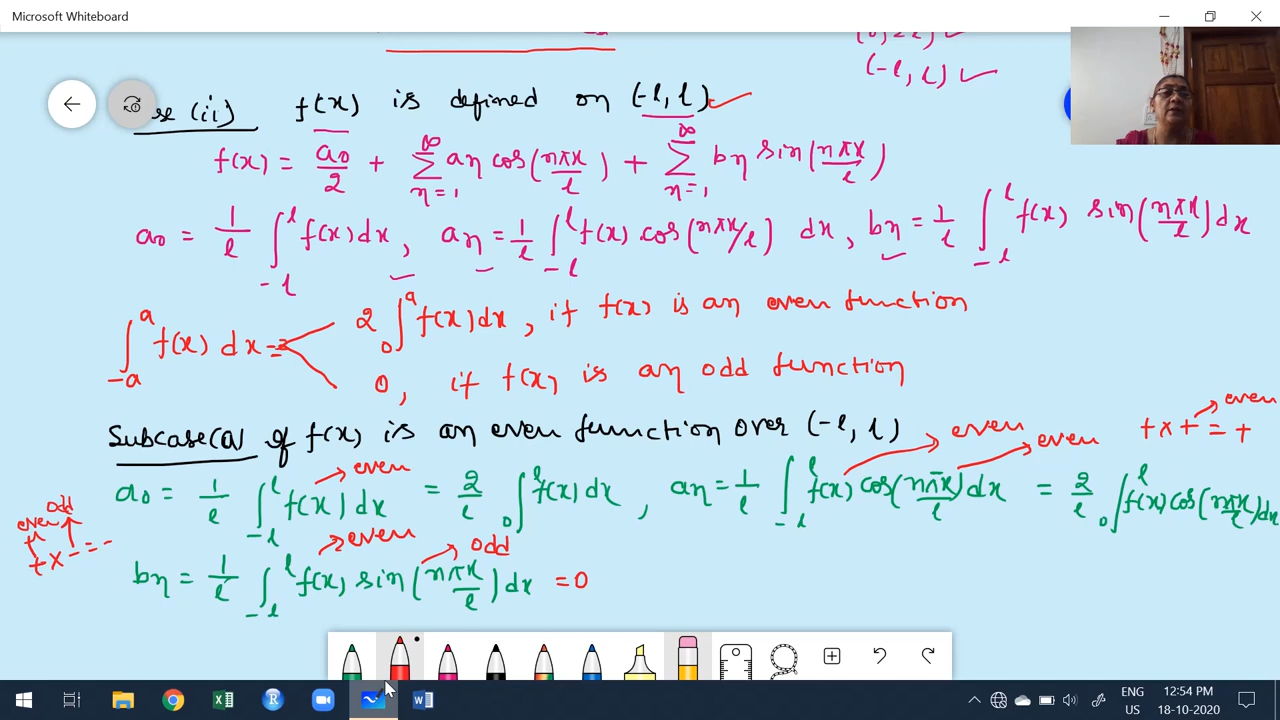 Microsoft Whiteboard
(-l, l) ✓
se (ii) f(x) is defined on (-l, l) ✓
f(x) = a0/2 + ∑_{n=1}^{∞} an cos(nπx/l) + ∑_{n=1}^{∞} bn sin(nπx/l)
a0 = 1/l ∫_{-l}^{l} f(x) dx, an = 1/l ∫_{-l}^{l} f(x) cos(nπx/l) dx, bn = 1/l ∫_{-l}^{l} f(x) sin(nπx/l) dx
∫_{-a}^{a} f(x) dx =
2 ∫_{0}^{a} f(x) dx, if f(x) is an even function
0, if f(x) is an odd function
Subcase(a) If f(x) is an even function over (-l, l)
+ x + = + → even
a0 = 1/l ∫_{-l}^{l} f(x) dx = 2/l ∫_{0}^{l} f(x) dx, an = 1/l ∫_{-l}^{l} f(x) cos(nπx/l) dx = 2/l ∫_{0}^{l} f(x) cos(nπx/l) dx
even
even
even
even odd
+ x - = -
even
odd
bn = 1/l ∫_{-l}^{l} f(x) sin(nπx/l) dx = 0
ENG
US
12:54 PM
18-10-2020